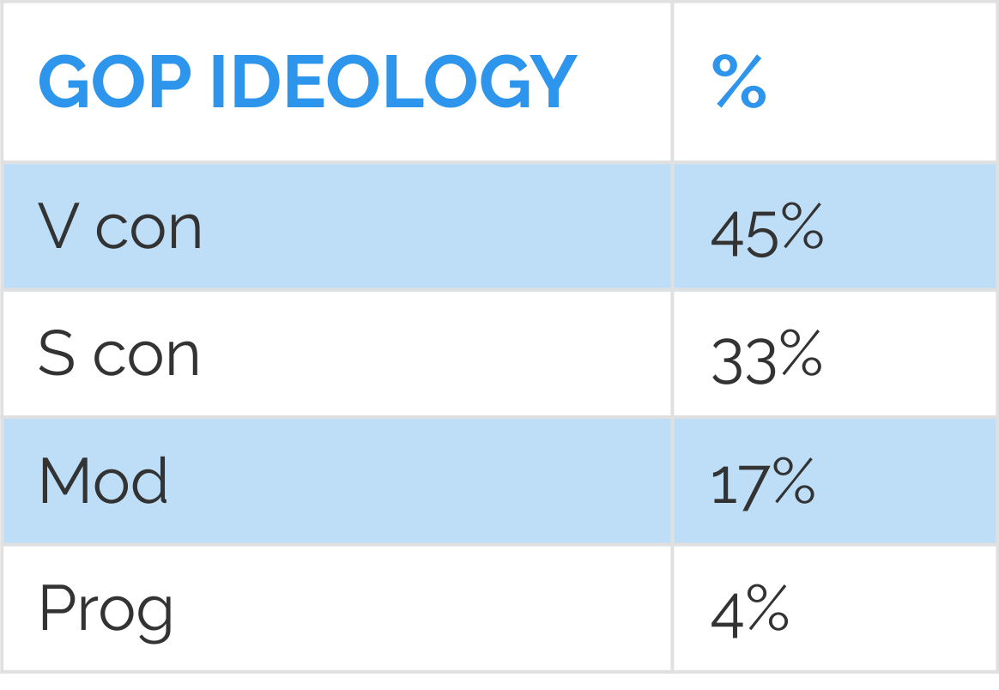 GOP IDEOLOGY %
V con 45%
S con 33%
Mod 17%
Prog 4%